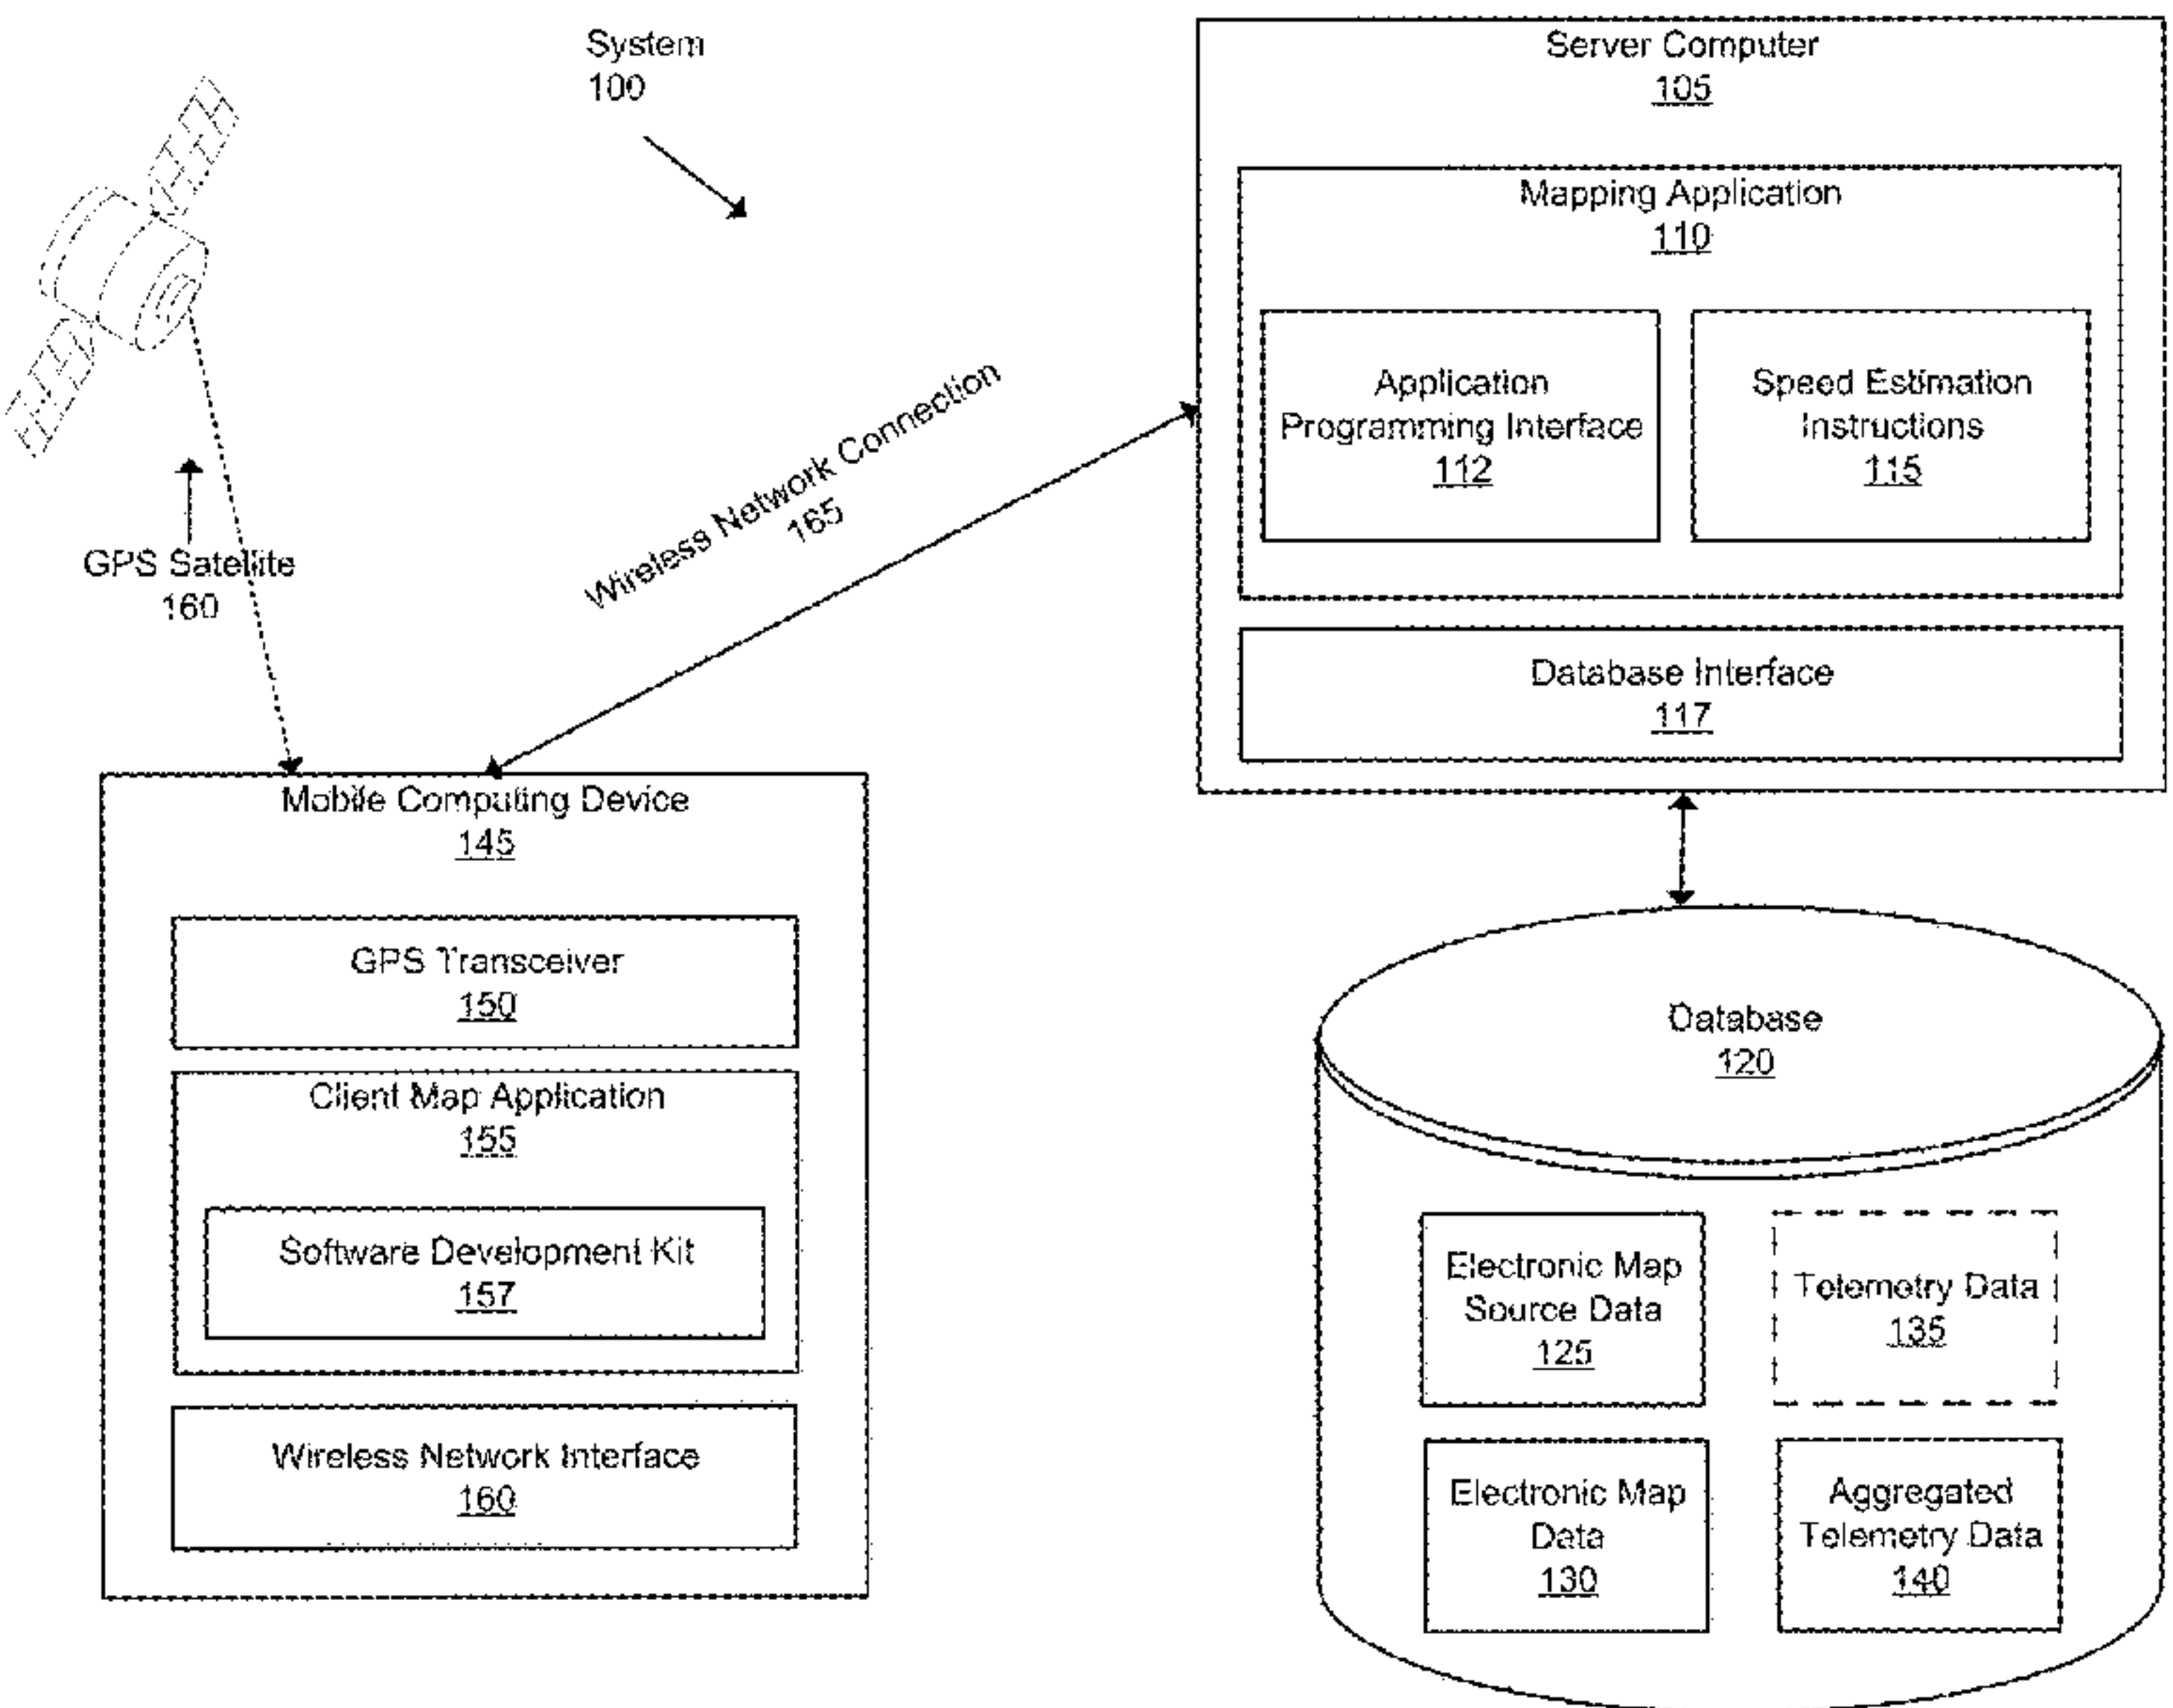 System
100
Server Computer
105
Mapping Application
110
Application
Programming Interface
112
Speed Estimation
Instructions
115
Database Interface
117
Wireless Network Connection
165
GPS Satellite
160
Mobile Computing Device
145
GPS Transceiver
150
Client Map Application
155
Software Development Kit
157
Wireless Network Interface
160
Database
120
Electronic Map
Source Data
125
Telemetry Data
135
Electronic Map
Data
130
Aggregated
Telemetry Data
140